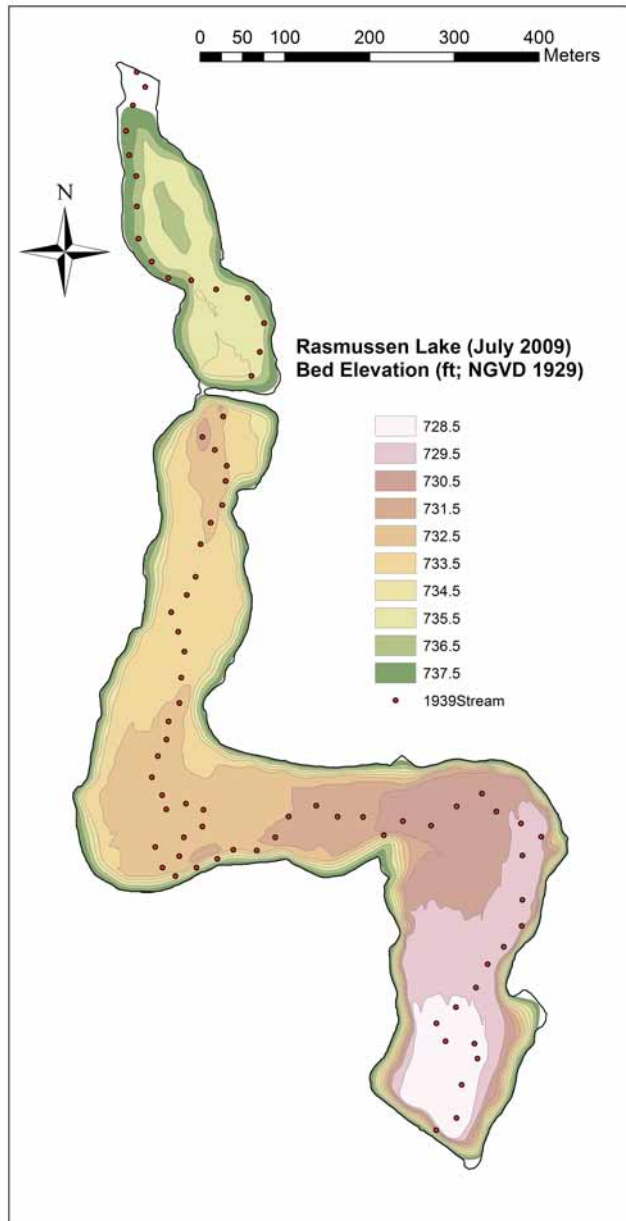 0 50 100 200 300 400
Meters
N
Rasmussen Lake (July 2009)
Bed Elevation (ft; NGVD 1929)
728.5
729.5
730.5
731.5
732.5
733.5
734.5
735.5
736.5
737.5
1939Stream